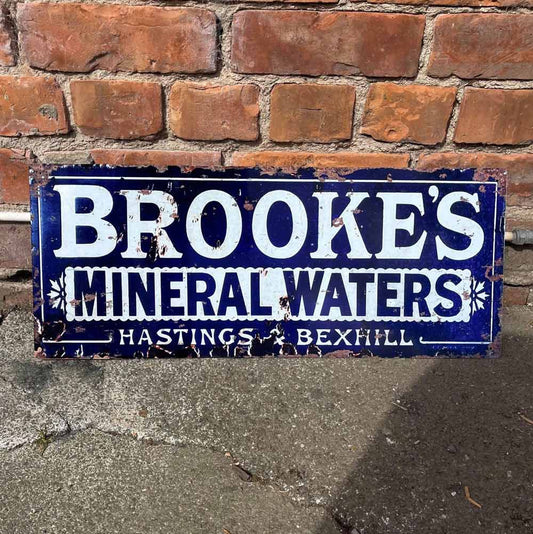 BROOKE'S
MINERAL WATERS
HASTINGS & BEXHILL